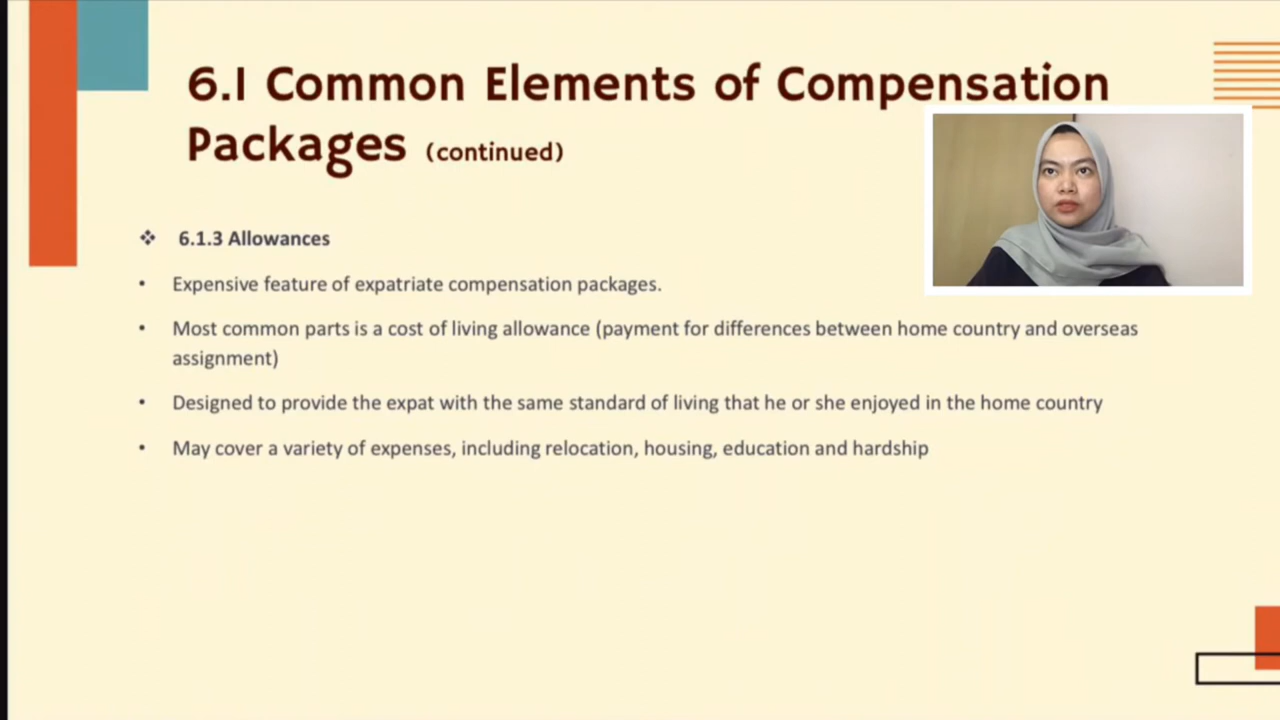 6.1 Common Elements of Compensation
Packages (continued)
❖ 6.1.3 Allowances
• Expensive feature of expatriate compensation packages.
• Most common parts is a cost of living allowance (payment for differences between home country and overseas
assignment)
• Designed to provide the expat with the same standard of living that he or she enjoyed in the home country
• May cover a variety of expenses, including relocation, housing, education and hardship